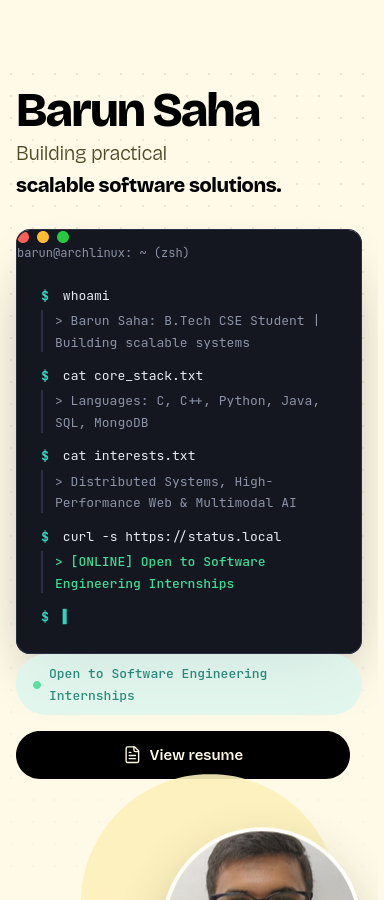 Barun Saha
Building practical
scalable software solutions.
barun@archlinux: ~ (zsh)
$ whoami
> Barun Saha: B.Tech CSE Student |
Building scalable systems
$ cat core_stack.txt
> Languages: C, C++, Python, Java,
SQL, MongoDB
$ cat interests.txt
> Distributed Systems, High-
Performance Web & Multimodal AI
$ curl -s https://status.local
> [ONLINE] Open to Software
Engineering Internships
$
Open to Software Engineering
Internships
View resume